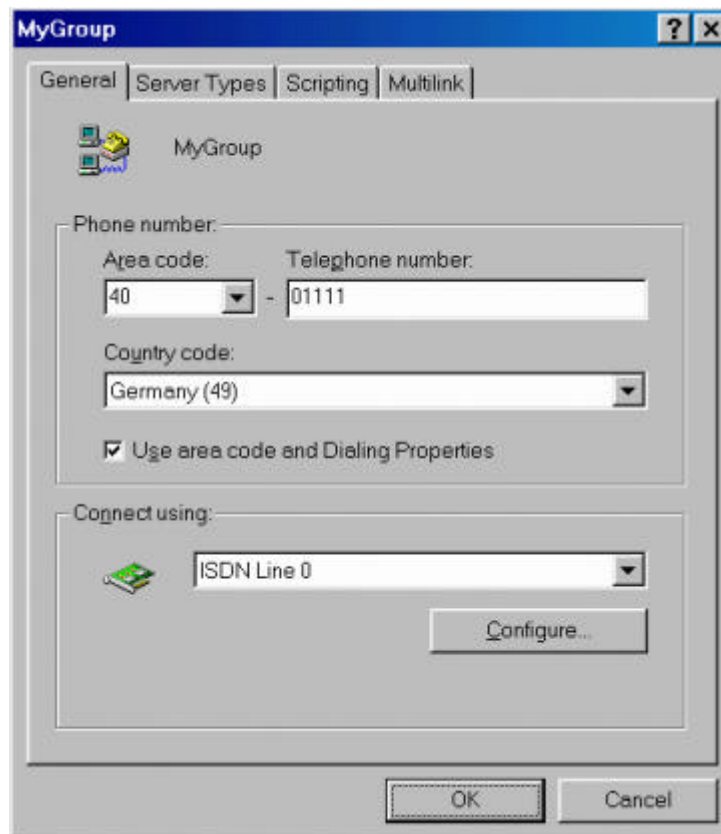 MyGroup
General Server Types Scripting Multilink
MyGroup
Phone number:
Area code: Telephone number:
40 - 01111
Country code:
Germany (49)
Use area code and Dialing Properties
Connect using:
ISDN Line 0
Configure...
OK Cancel